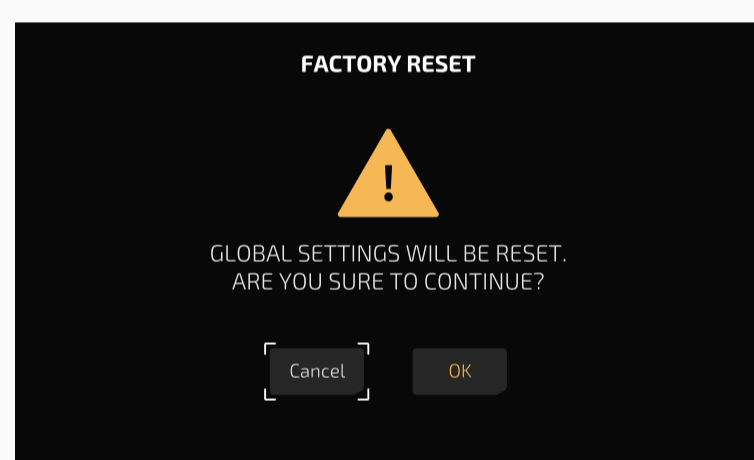 FACTORY RESET
!
GLOBAL SETTINGS WILL BE RESET.
ARE YOU SURE TO CONTINUE?
Cancel
OK